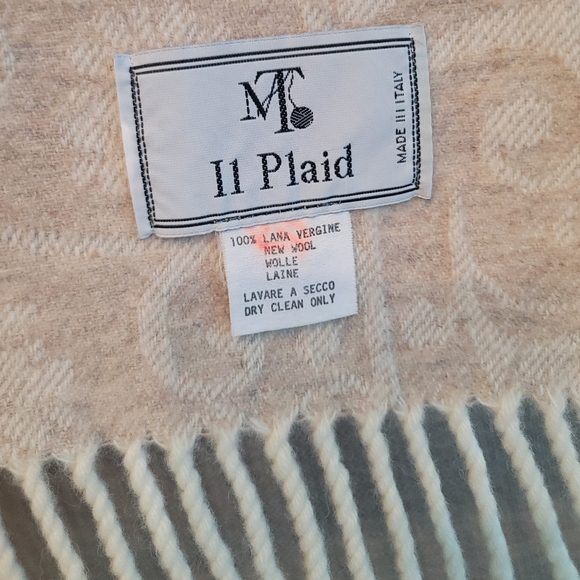 MT
Il Plaid
MADE IN ITALY
100% LANA VERGINE
NEW WOOL
WOLLE
LAINE
LAVARE A SECCO
DRY CLEAN ONLY